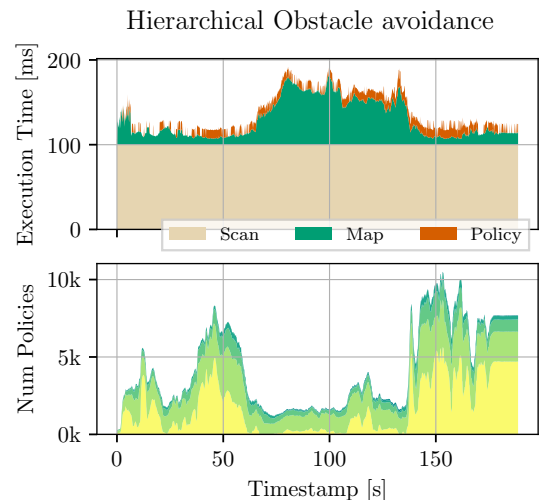 Hierarchical Obstacle avoidance
Execution Time [ms]
200
100
0
Scan Map Policy
Num Policies
10k
5k
0k
0 50 100 150
Timestamp [s]